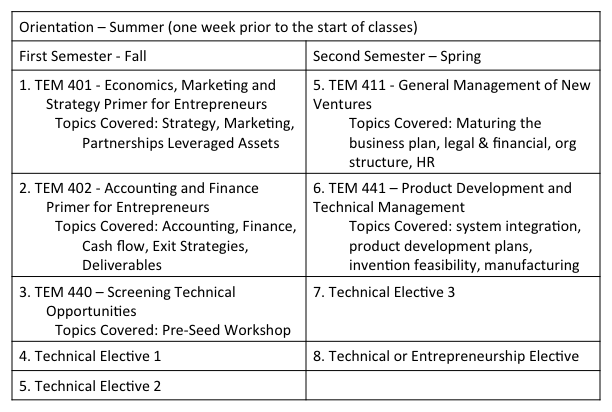 Orientation – Summer (one week prior to the start of classes)
First Semester - Fall
Second Semester – Spring
1. TEM 401 - Economics, Marketing and
Strategy Primer for Entrepreneurs
Topics Covered: Strategy, Marketing,
Partnerships Leveraged Assets
5. TEM 411 - General Management of New
Ventures
Topics Covered: Maturing the
business plan, legal & financial, org
structure, HR
2. TEM 402 - Accounting and Finance
Primer for Entrepreneurs
Topics Covered: Accounting, Finance,
Cash flow, Exit Strategies,
Deliverables
6. TEM 441 – Product Development and
Technical Management
Topics Covered: system integration,
product development plans,
invention feasibility, manufacturing
3. TEM 440 – Screening Technical
Opportunities
Topics Covered: Pre-Seed Workshop
7. Technical Elective 3
4. Technical Elective 1
8. Technical or Entrepreneurship Elective
5. Technical Elective 2